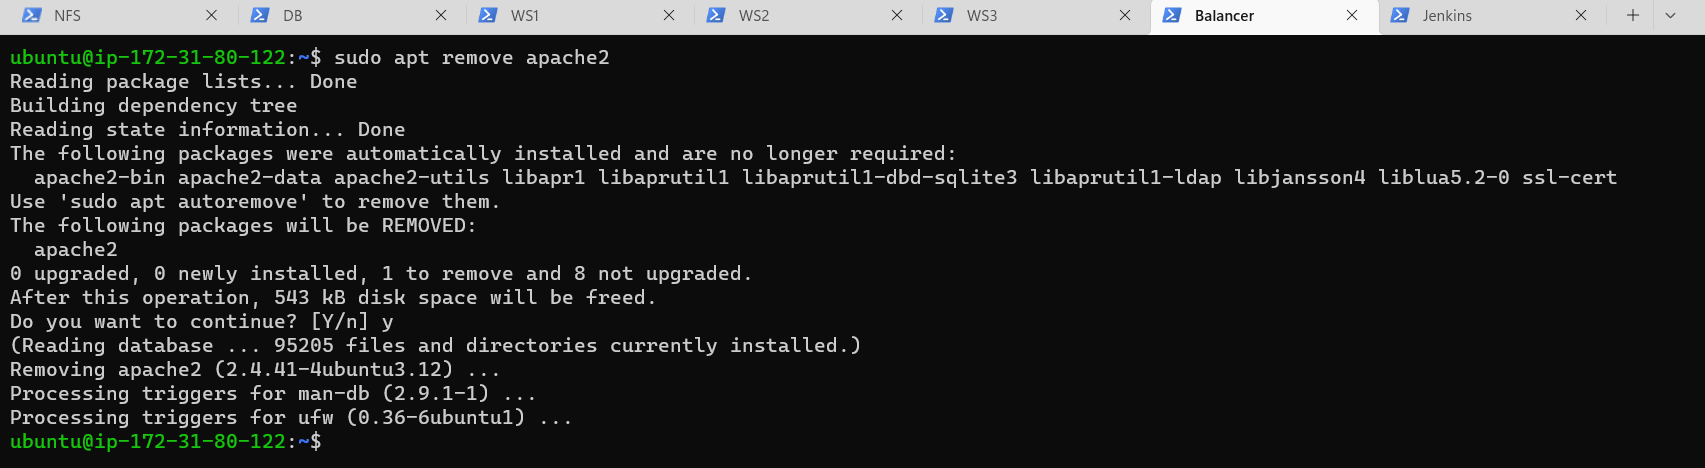 NFS DB WS1 WS2 WS3 Balancer Jenkins
ubuntu@ip-172-31-80-122:~$ sudo apt remove apache2
Reading package lists... Done
Building dependency tree
Reading state information... Done
The following packages were automatically installed and are no longer required:
  apache2-bin apache2-data apache2-utils libapr1 libaprutil1 libaprutil1-dbd-sqlite3 libaprutil1-ldap libjansson4 liblua5.2-0 ssl-cert
Use 'sudo apt autoremove' to remove them.
The following packages will be REMOVED:
  apache2
0 upgraded, 0 newly installed, 1 to remove and 8 not upgraded.
After this operation, 543 kB disk space will be freed.
Do you want to continue? [Y/n] y
(Reading database ... 95205 files and directories currently installed.)
Removing apache2 (2.4.41-4ubuntu3.12) ...
Processing triggers for man-db (2.9.1-1) ...
Processing triggers for ufw (0.36-6ubuntu1) ...
ubuntu@ip-172-31-80-122:~$